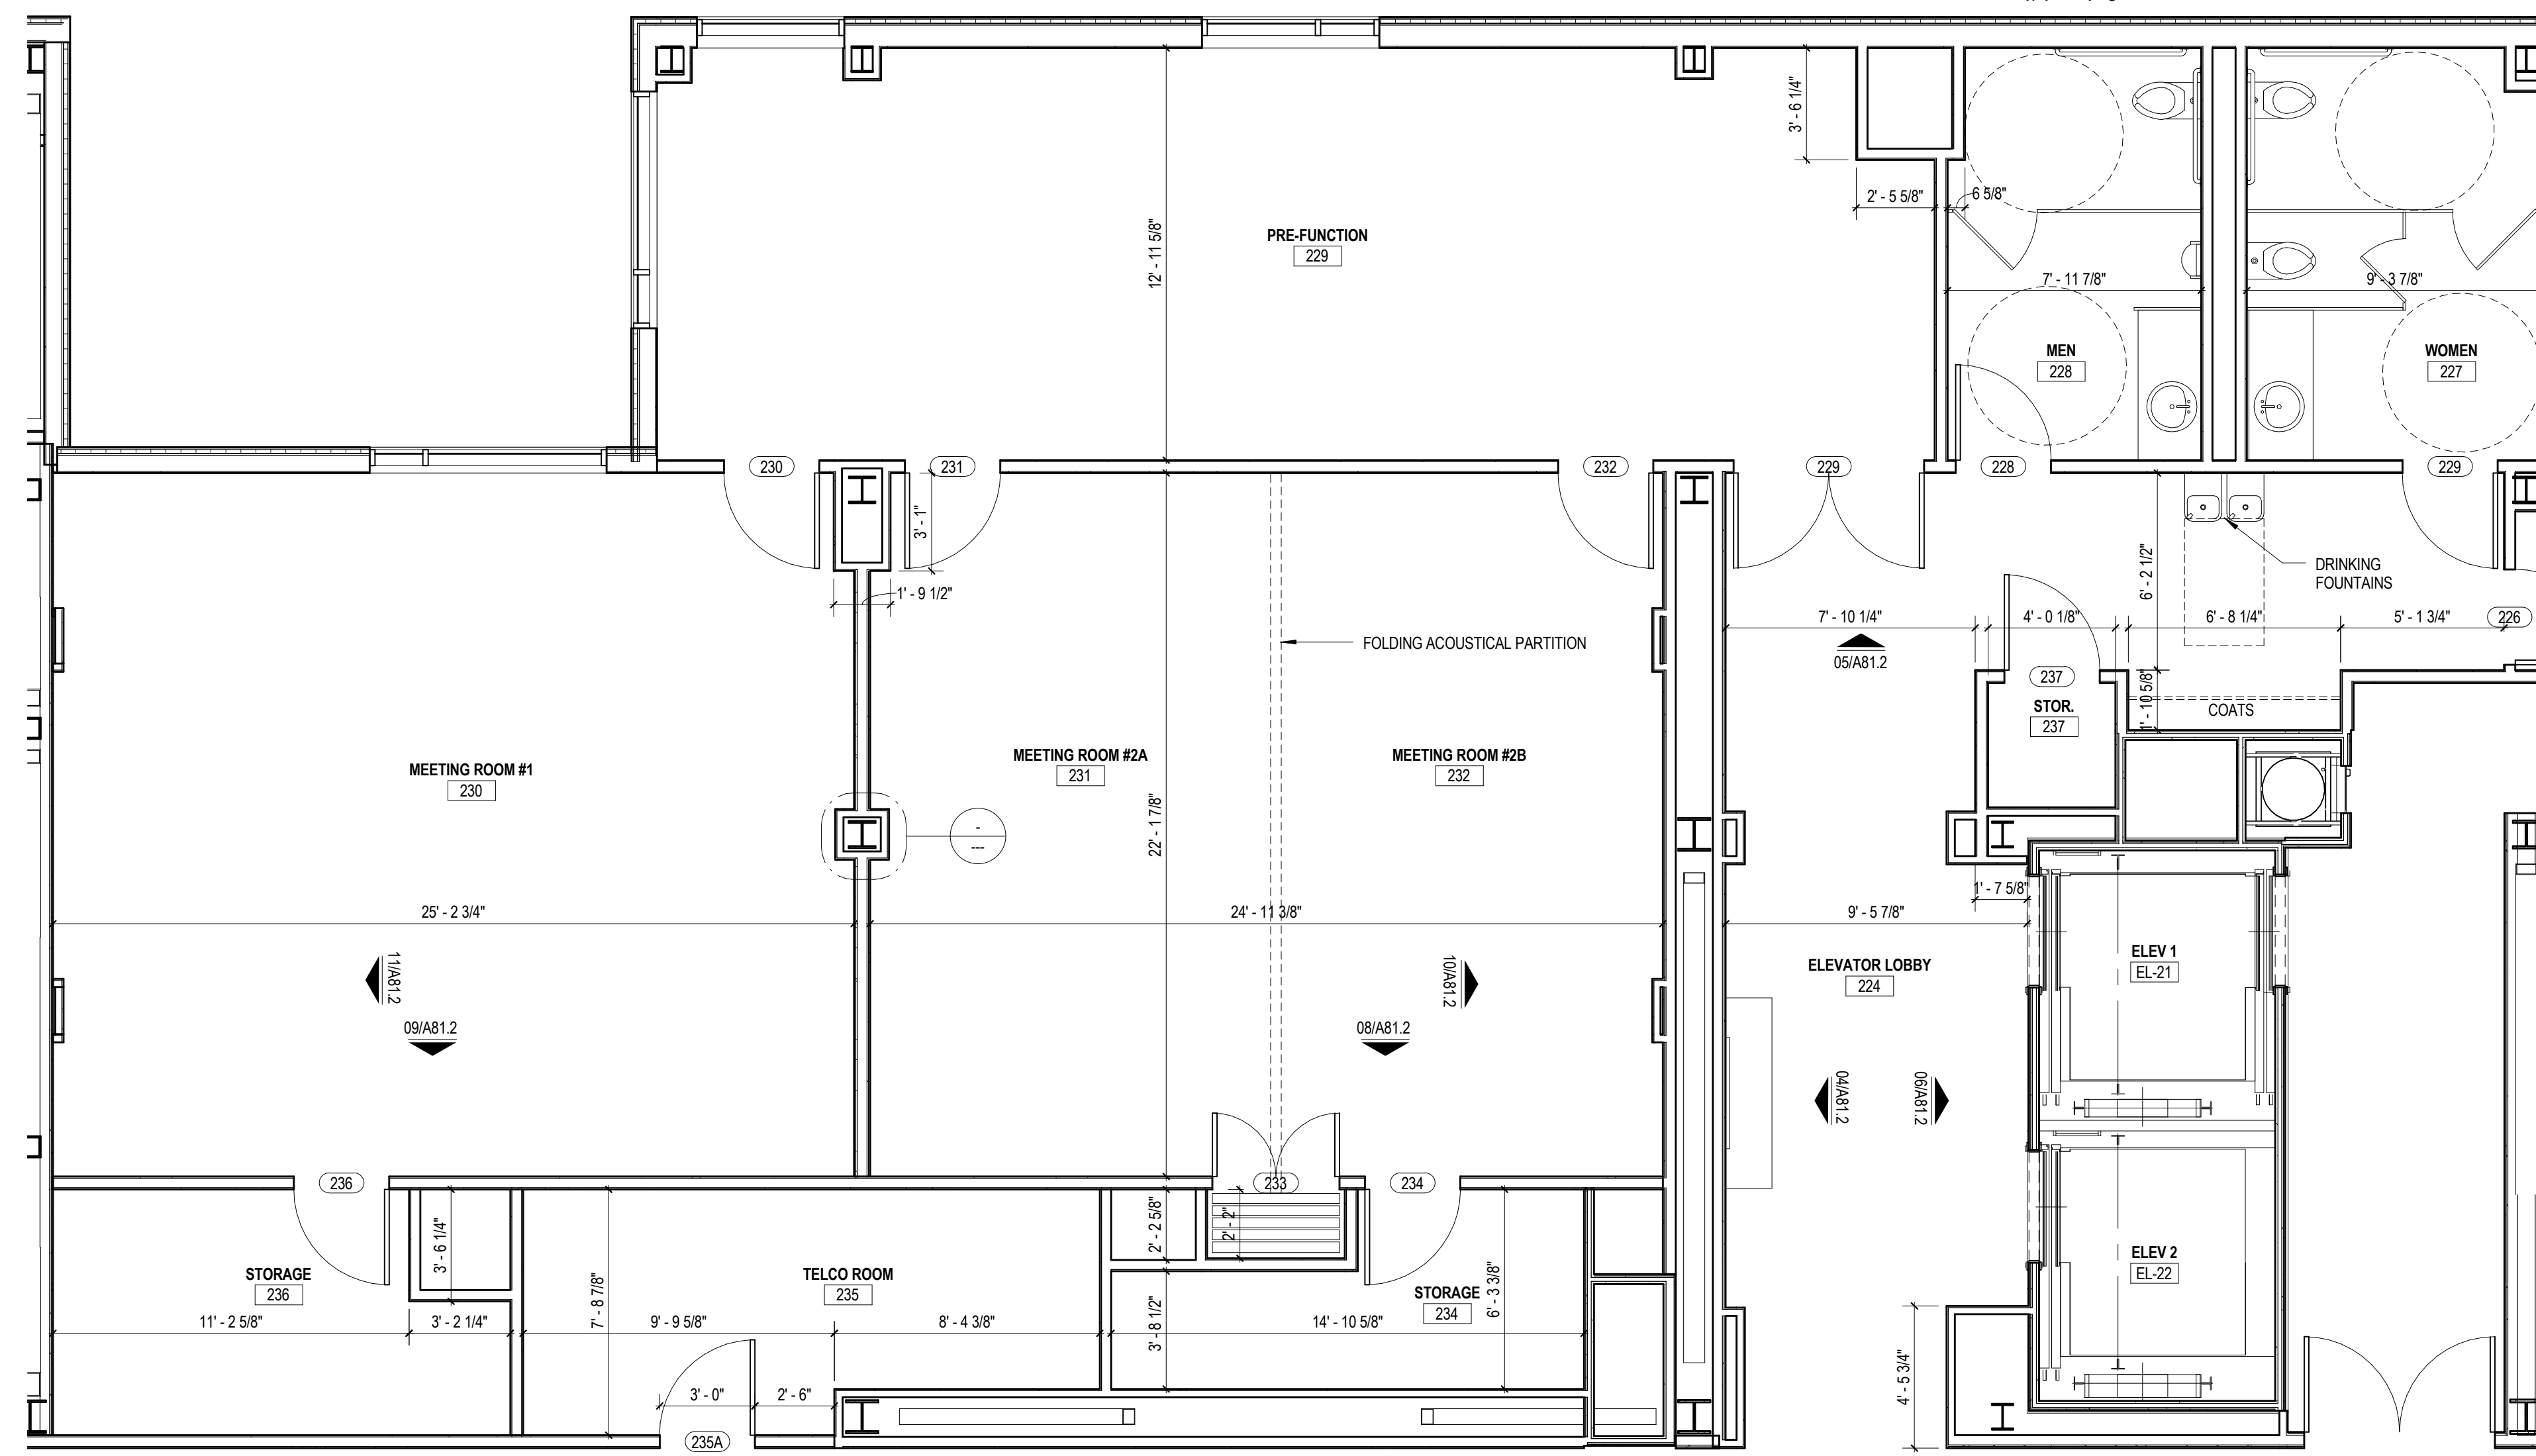 3' - 6 1/4"
2' - 5 5/8"
6 5/8"
12' - 11 5/8"
PRE-FUNCTION
229
7' - 11 7/8"
9' - 3 7/8"
MEN
228
WOMEN
227
230
231
232
229
228
229
3' - 1"
1' - 9 1/2"
6' - 2 1/2"
DRINKING
FOUNTAINS
7' - 10 1/4"
4' - 0 1/8"
6' - 8 1/4"
5' - 1 3/4"
226
FOLDING ACOUSTICAL PARTITION
05/A81.2
237
STOR.
237
1' - 10 5/8"
COATS
MEETING ROOM #1
230
MEETING ROOM #2A
231
MEETING ROOM #2B
232
22' - 1 7/8"
-
---
1' - 7 5/8"
25' - 2 3/4"
24' - 11 3/8"
9' - 5 7/8"
11/A81.2
09/A81.2
10/A81.2
08/A81.2
ELEVATOR LOBBY
224
ELEV 1
EL-21
04/A81.2
06/A81.2
236
233
234
3' - 6 1/4"
2' - 2 5/8"
2' - 2"
STORAGE
236
TELCO ROOM
235
STORAGE
234
ELEV 2
EL-22
7' - 8 7/8"
6' - 3 3/8"
11' - 2 5/8"
3' - 2 1/4"
9' - 9 5/8"
8' - 4 3/8"
3' - 8 1/2"
14' - 10 5/8"
3' - 0"
2' - 6"
4' - 5 3/4"
235A